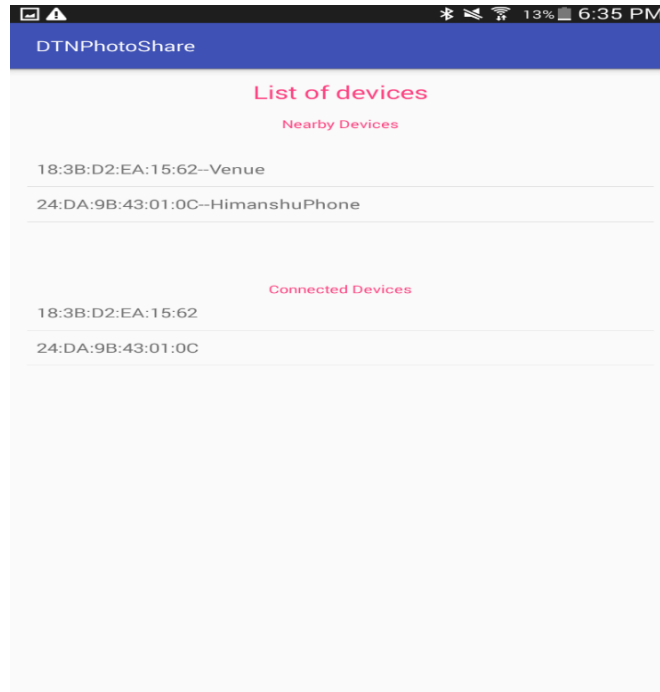 13% 6:35 PM
DTNPhotoShare
List of devices
Nearby Devices
18:3B:D2:EA:15:62--Venue
24:DA:9B:43:01:0C--HimanshuPhone
Connected Devices
18:3B:D2:EA:15:62
24:DA:9B:43:01:0C